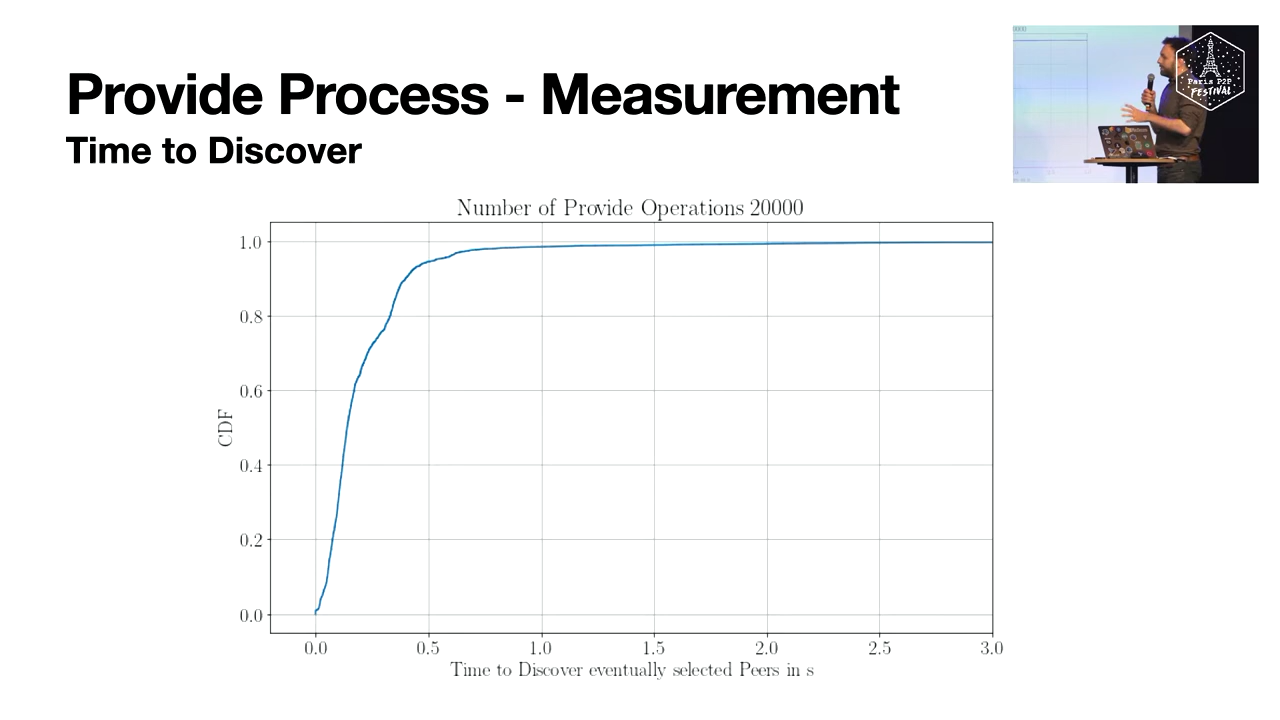 Provide Process - Measurement
Time to Discover
Paris P2P
FESTIVAL
Number of Provide Operations 20000
1.0
0.8
0.6
0.4
0.2
0.0
CDF
0.0 0.5 1.0 1.5 2.0 2.5 3.0
Time to Discover eventually selected Peers in s